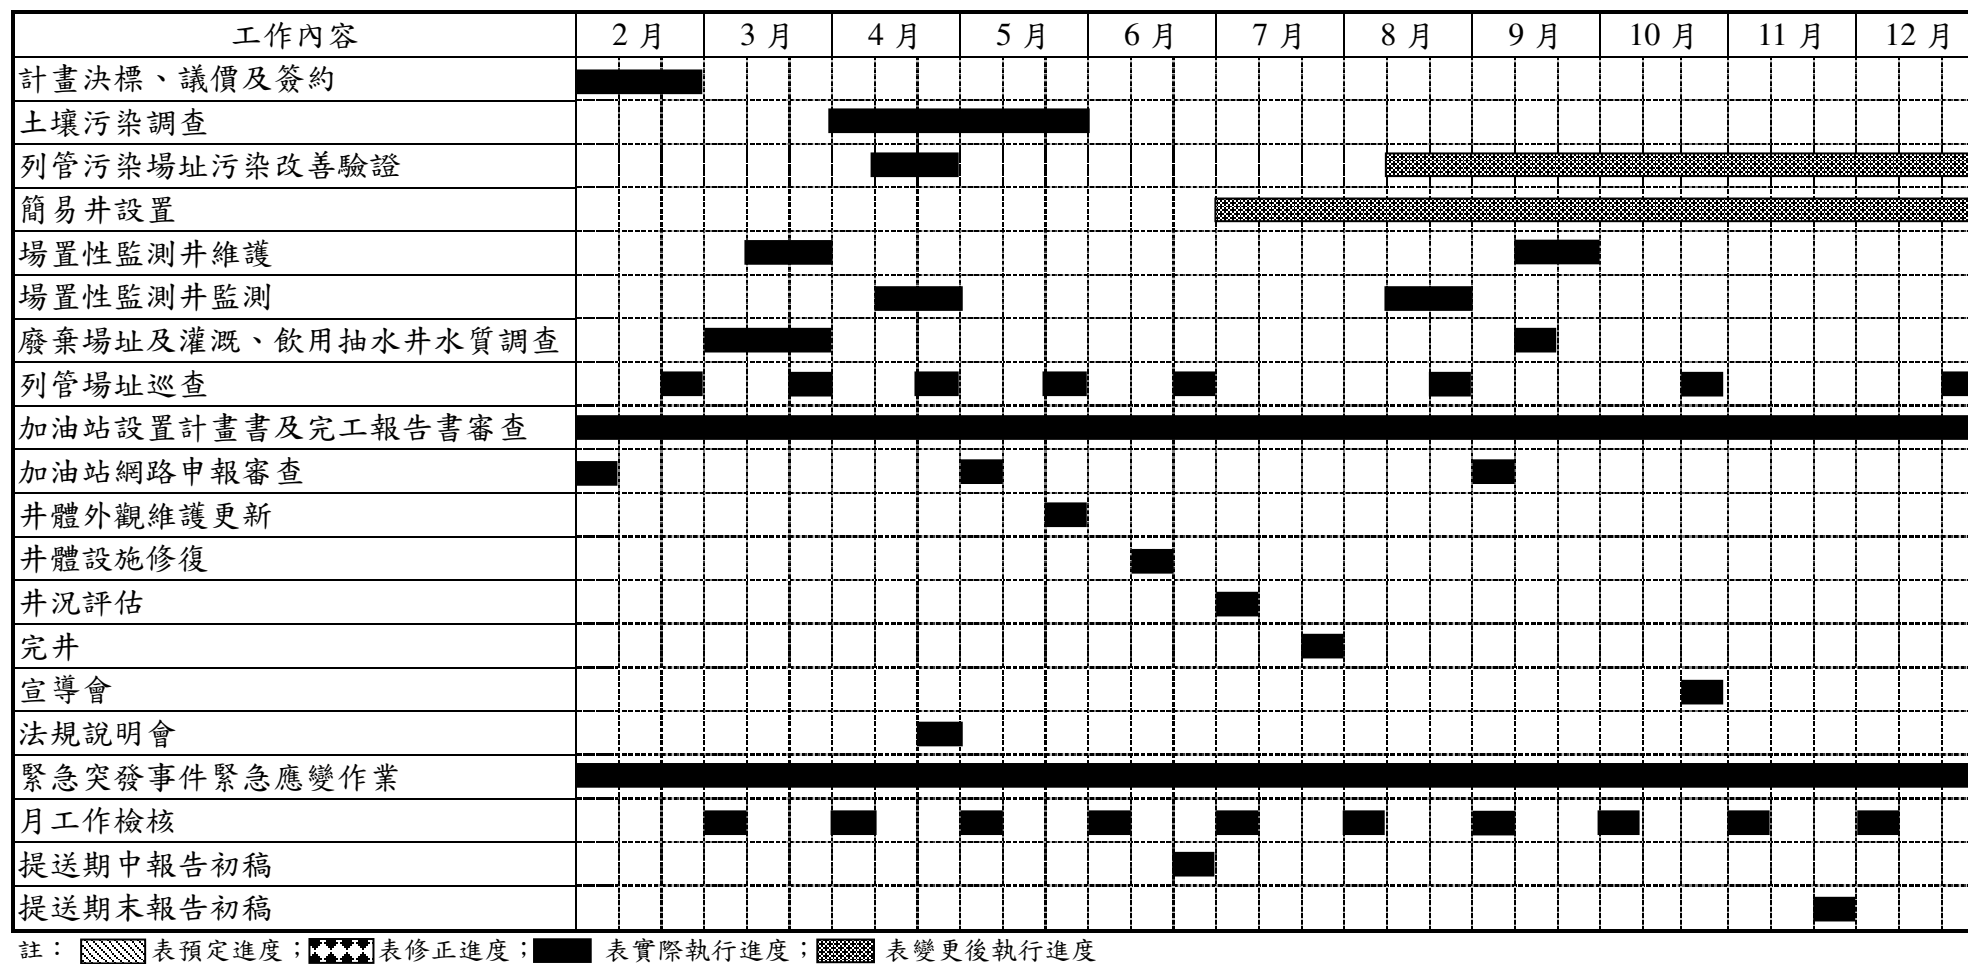 工作內容 2月 3月 4月 5月 6月 7月 8月 9月 10月 11月 12月
計畫決標、議價及簽約
土壤污染調查
列管污染場址污染改善驗證
簡易井設置
場置性監測井維護
場置性監測井監測
廢棄場址及灌溉、飲用抽水井水質調查
列管場址巡查
加油站設置計畫書及完工報告書審查
加油站網路申報審查
井體外觀維護更新
井體設施修復
井況評估
完井
宣導會
法規說明會
緊急突發事件緊急應變作業
月工作檢核
提送期中報告初稿
提送期末報告初稿
註： 表預定進度； 表修正進度； 表實際執行進度； 表變更後執行進度